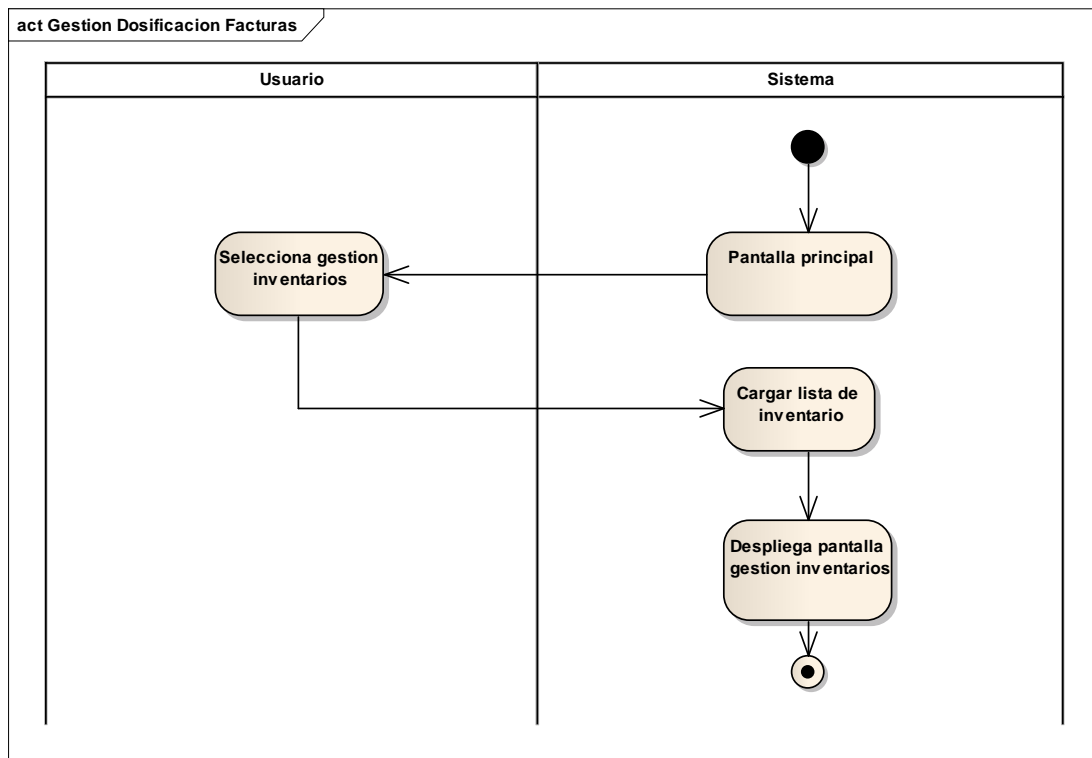 act Gestion Dosificacion Facturas
Usuario
Sistema
Selecciona gestion
inventarios
Pantalla principal
Cargar lista de
inventario
Despliega pantalla
gestion inventarios